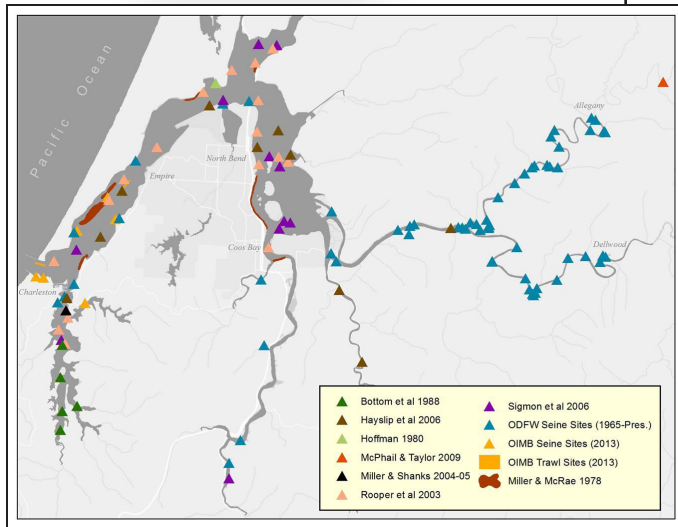 Pacific Ocean
Allegany
North Bend
Empire
Coos Bay
Dellwood
Charleston
Bottom et al 1988
Hayslip et al 2006
Hoffman 1980
McPhail & Taylor 2009
Miller & Shanks 2004-05
Rooper et al 2003
Sigmon et al 2006
ODFW Seine Sites (1965-Pres.)
OIMB Seine Sites (2013)
OIMB Trawl Sites (2013)
Miller & McRae 1978